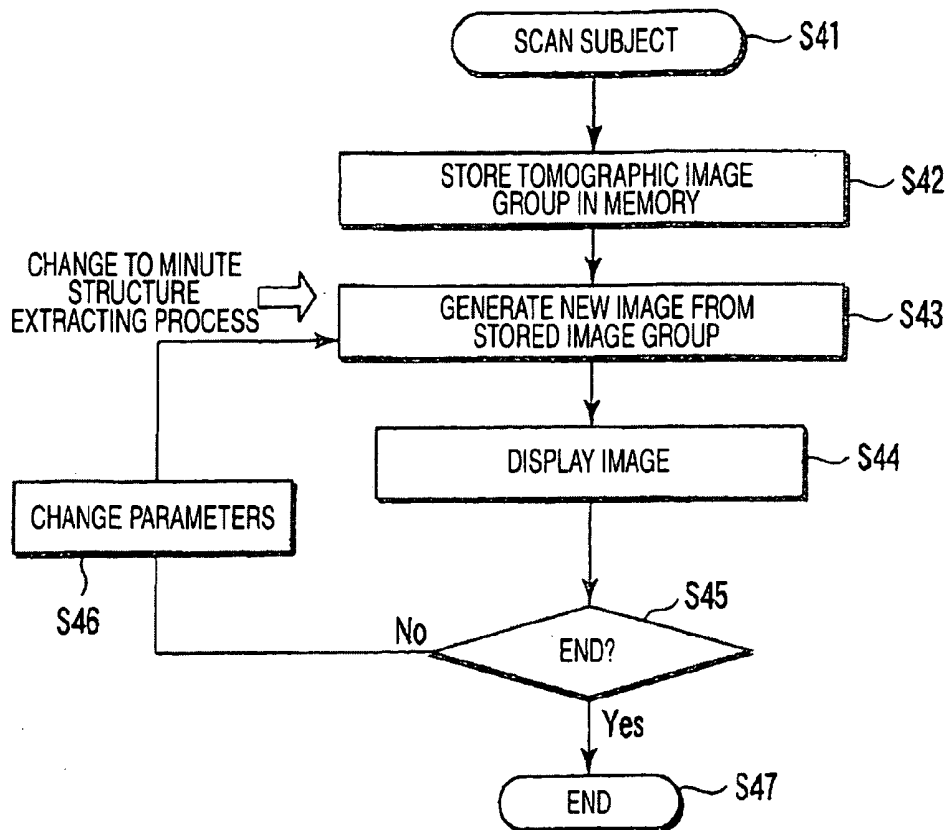 SCAN SUBJECT
S41
STORE TOMOGRAPHIC IMAGE
GROUP IN MEMORY
S42
CHANGE TO MINUTE
STRUCTURE
EXTRACTING PROCESS
GENERATE NEW IMAGE FROM
STORED IMAGE GROUP
S43
DISPLAY IMAGE
S44
CHANGE PARAMETERS
S46
S45
END?
No
Yes
END
S47